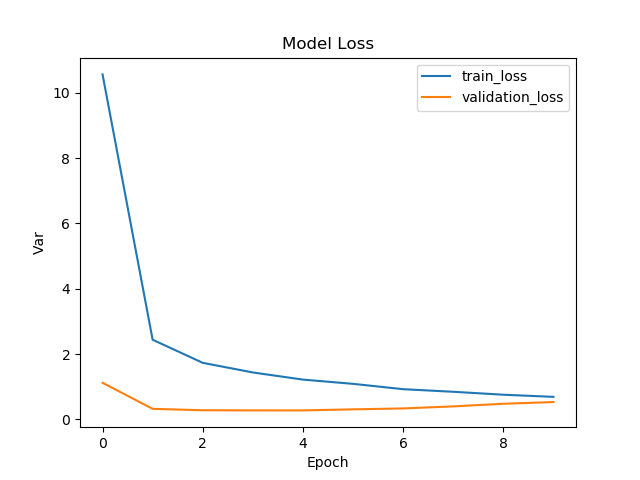 Model Loss
train_loss
validation_loss
10
8
6
4
2
0
Var
0 2 4 6 8
Epoch